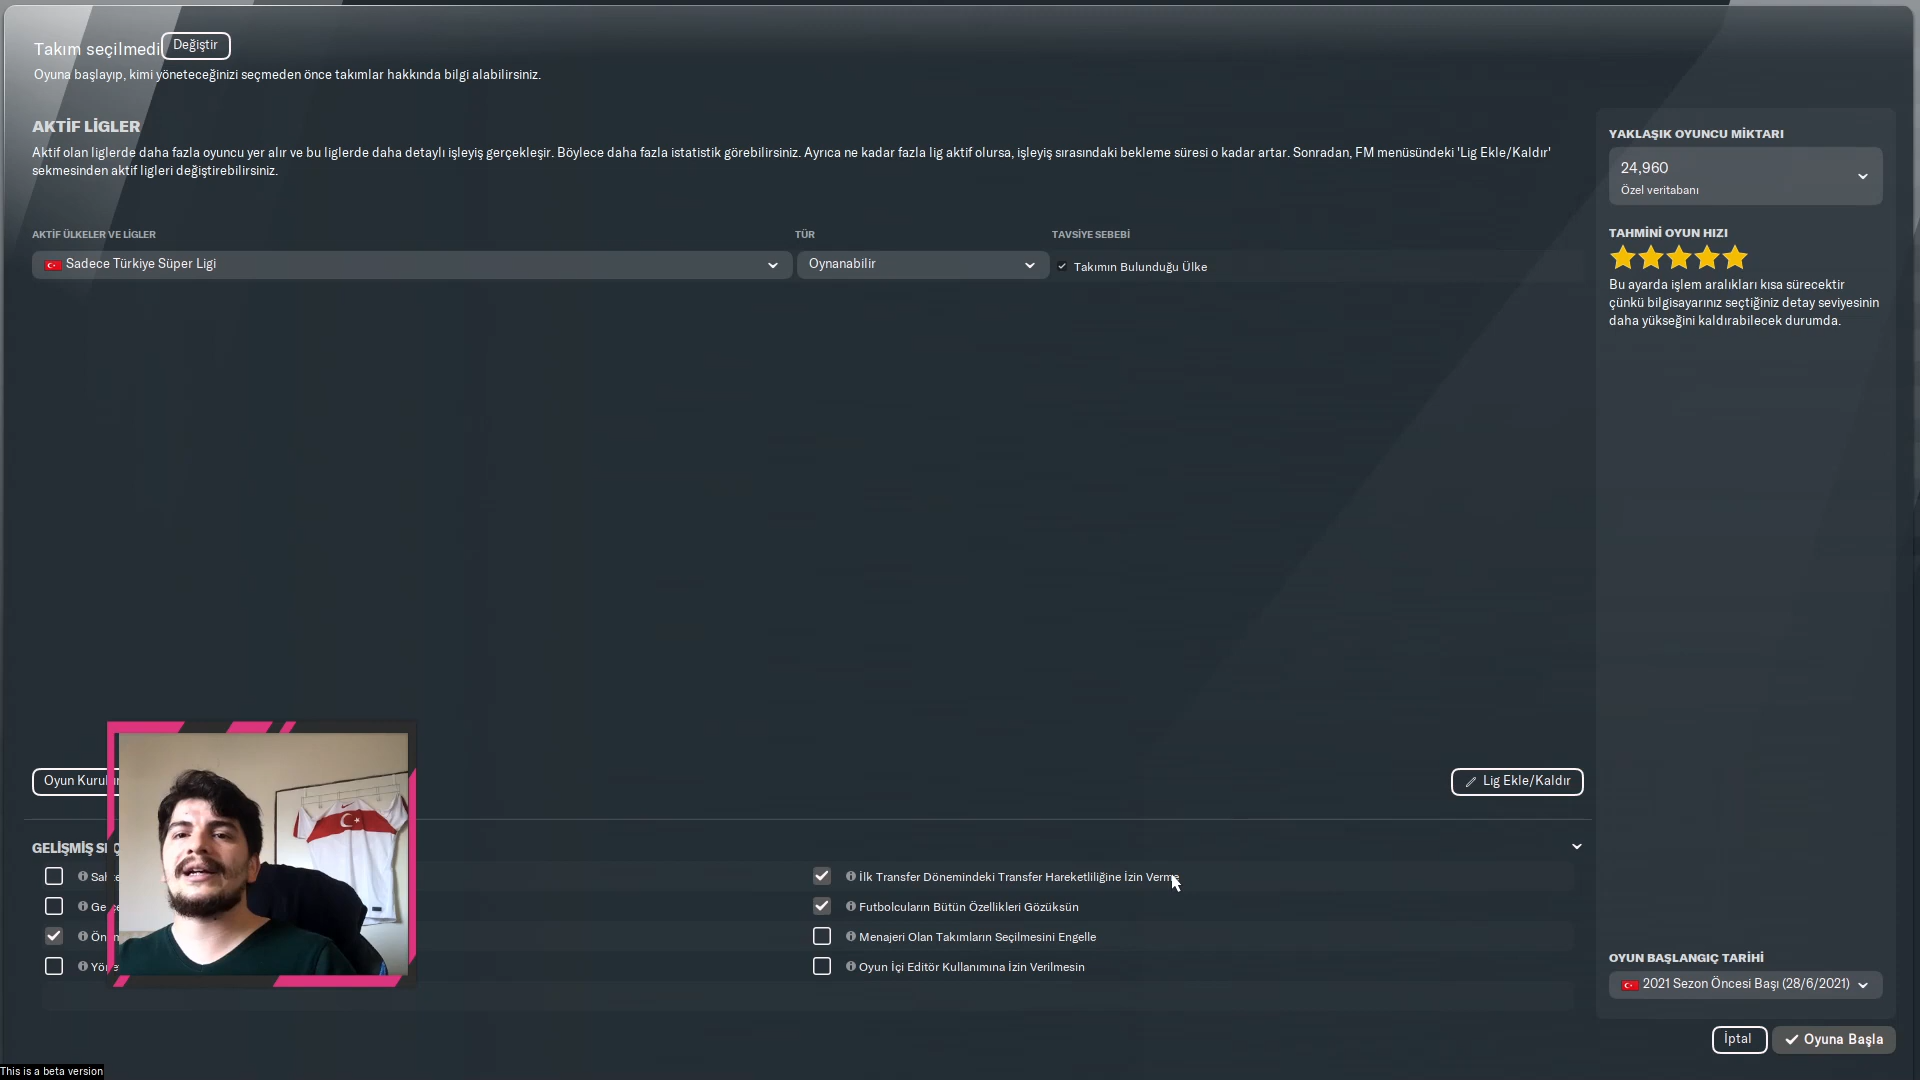 Takım seçilmedi Değiştir
Oyuna başlayıp, kimi yöneteceğinizi seçmeden önce takımlar hakkında bilgi alabilirsiniz.
AKTİF LİGLER
Aktif olan liglerde daha fazla oyuncu yer alır ve bu liglerde daha detaylı işleyiş gerçekleşir. Böylece daha fazla istatistik görebilirsiniz. Ayrıca ne kadar fazla lig aktif olursa, işleyiş sırasındaki bekleme süresi o kadar artar. Sonradan, FM menüsündeki 'Lig Ekle/Kaldır'
sekmesinden aktif ligleri değiştirebilirsiniz.
AKTİF ÜLKELER VE LİGLER TÜR TAVSİYE SEBEBİ
Sadece Türkiye Süper Ligi Oynanabilir Takımın Bulunduğu Ülke
Oyun Lig Ekle/Kaldır
GELİŞMİŞ
İlk Transfer Dönemindeki Transfer Hareketliliğine İzin
Futbolcuların Bütün Özellikleri Gözüksün
Menajeri Olan Takımların Seçilmesini Engelle
Oyun İçi Editör Kullanımına İzin Verilmesin
YAKLAŞIK OYUNCU MİKTARI
24,960
Özel veritabanı
TAHMİNİ OYUN HIZI
Bu ayarda işlem aralıkları kısa sürecektir
çünkü bilgisayarınız seçtiğiniz detay seviyesinin
daha yükseğini kaldırabilecek durumda.
OYUN BAŞLANGIÇ TARİHİ
2021 Sezon Öncesi Başı (28/6/2021)
İptal Oyuna Başla
This is a beta version